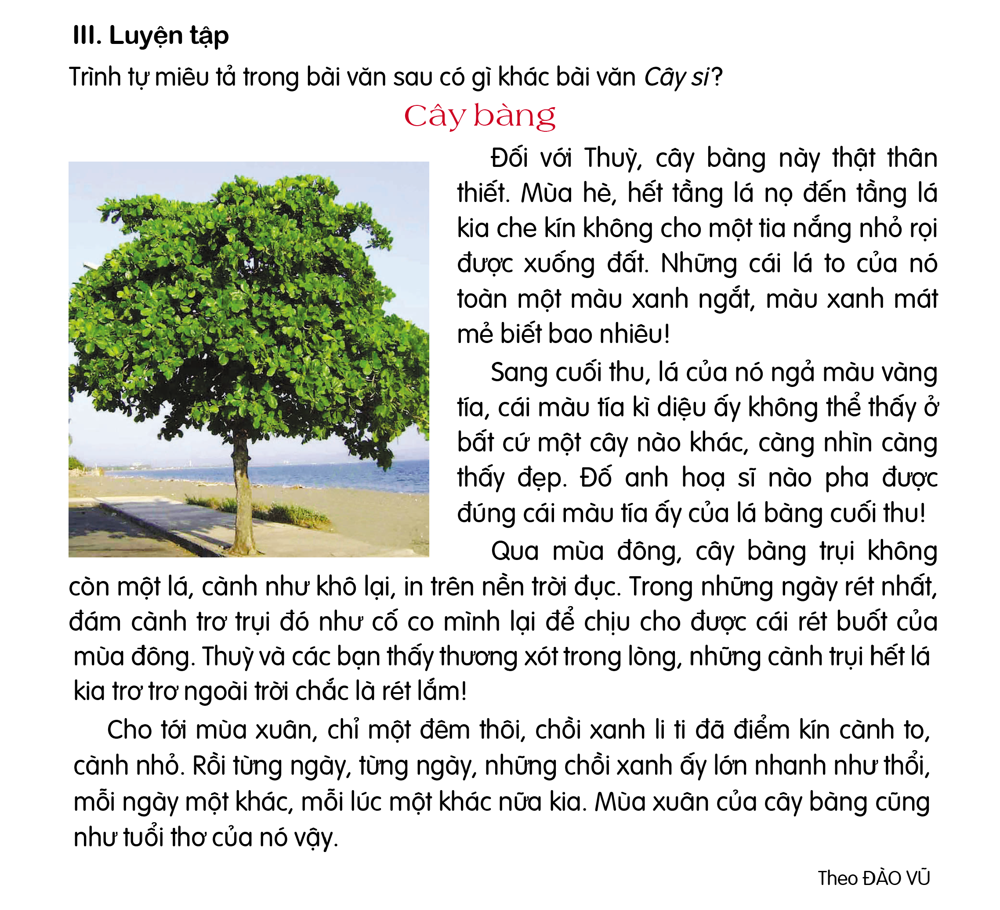 III. Luyện tập
Trình tự miêu tả trong bài văn sau có gì khác bài văn Cây si?
Cây bàng
Đối với Thuỳ, cây bàng này thật thân
thiết. Mùa hè, hết tầng lá nọ đến tầng lá
kia che kín không cho một tia nắng nhỏ rọi
được xuống đất. Những cái lá to của nó
toàn một màu xanh ngắt, màu xanh mát
mẻ biết bao nhiêu!
Sang cuối thu, lá của nó ngả màu vàng
tía, cái màu tía kì diệu ấy không thể thấy ở
bất cứ một cây nào khác, càng nhìn càng
thấy đẹp. Đố anh hoạ sĩ nào pha được
đúng cái màu tía ấy của lá bàng cuối thu!
Qua mùa đông, cây bàng trụi không
còn một lá, cành như khô lại, in trên nền trời đục. Trong những ngày rét nhất,
đám cành trơ trụi đó như cố co mình lại để chịu cho được cái rét buốt của
mùa đông. Thuỳ và các bạn thấy thương xót trong lòng, những cành trụi hết lá
kia trơ trơ ngoài trời chắc là rét lắm!
Cho tới mùa xuân, chỉ một đêm thôi, chồi xanh li ti đã điểm kín cành to,
cành nhỏ. Rồi từng ngày, từng ngày, những chồi xanh ấy lớn nhanh như thổi,
mỗi ngày một khác, mỗi lúc một khác nữa kia. Mùa xuân của cây bàng cũng
như tuổi thơ của nó vậy.
Theo ĐÀO VŨ